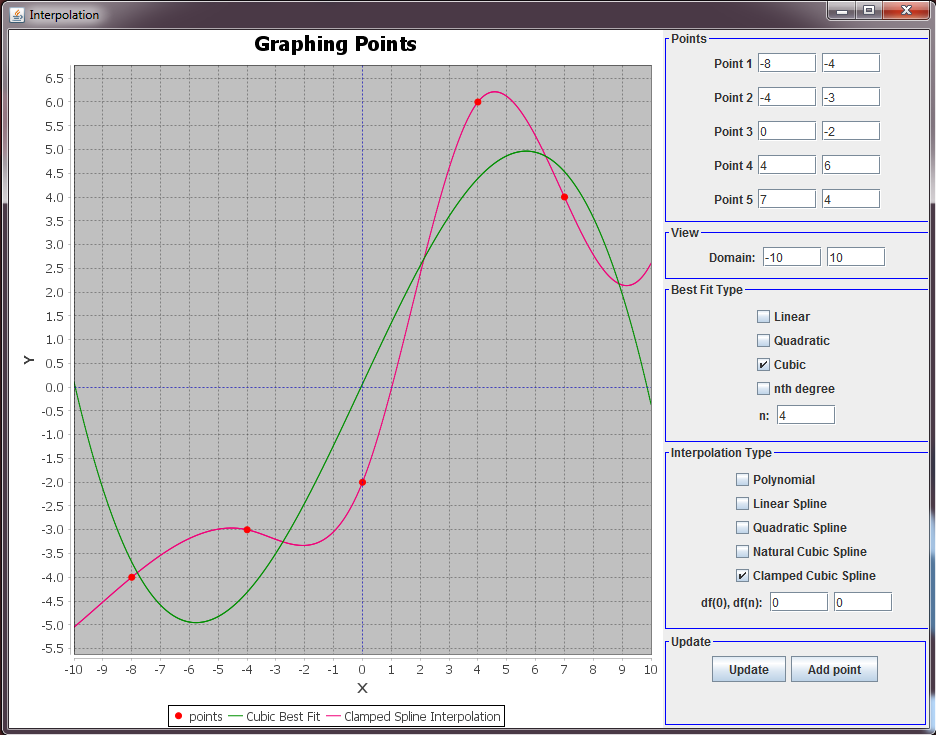 Interpolation
Graphing Points
Y
6.5
6.0
5.5
5.0
4.5
4.0
3.5
3.0
2.5
2.0
1.5
1.0
0.5
0.0
-0.5
-1.0
-1.5
-2.0
-2.5
-3.0
-3.5
-4.0
-4.5
-5.0
-5.5
-10 -9 -8 -7 -6 -5 -4 -3 -2 -1 0 1 2 3 4 5 6 7 8 9 10
X
points Cubic Best Fit Clamped Spline Interpolation
Points
Point 1 -8 -4
Point 2 -4 -3
Point 3 0 -2
Point 4 4 6
Point 5 7 4
View
Domain: -10 10
Best Fit Type
Linear
Quadratic
Cubic
nth degree
n: 4
Interpolation Type
Polynomial
Linear Spline
Quadratic Spline
Natural Cubic Spline
Clamped Cubic Spline
df(0), df(n): 0 0
Update
Update Add point